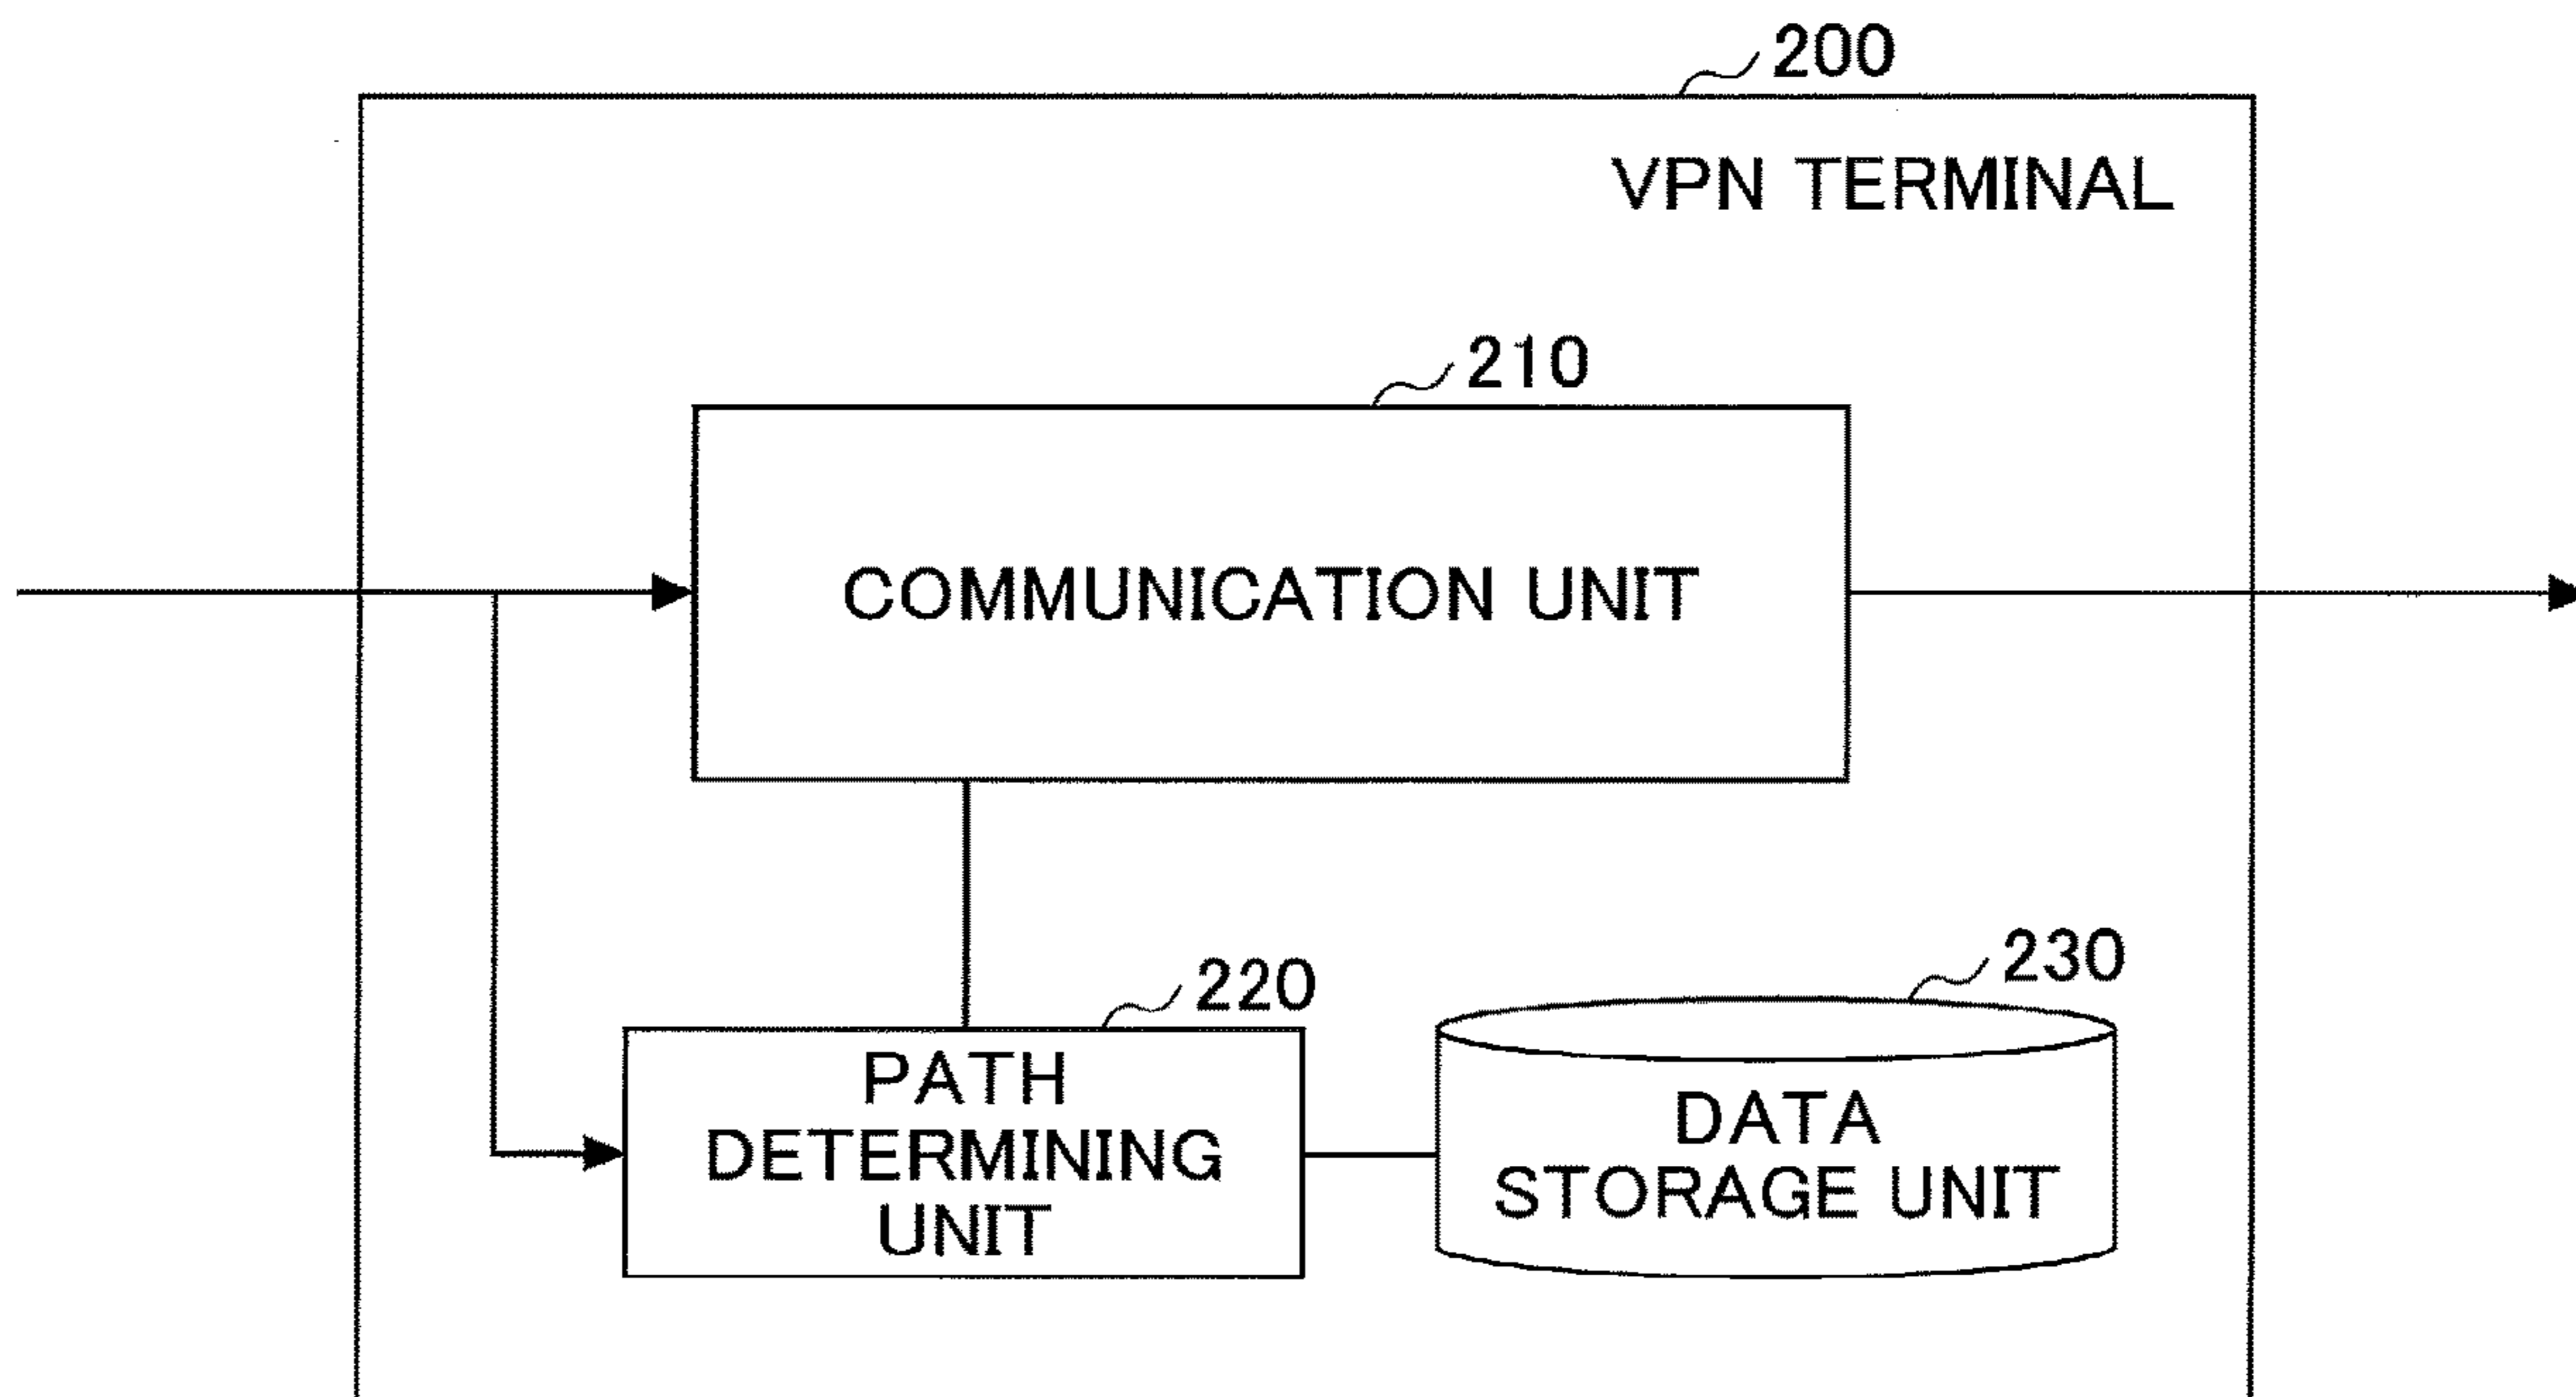 200
VPN TERMINAL
210
COMMUNICATION UNIT
220
PATH
DETERMINING
UNIT
230
DATA
STORAGE UNIT